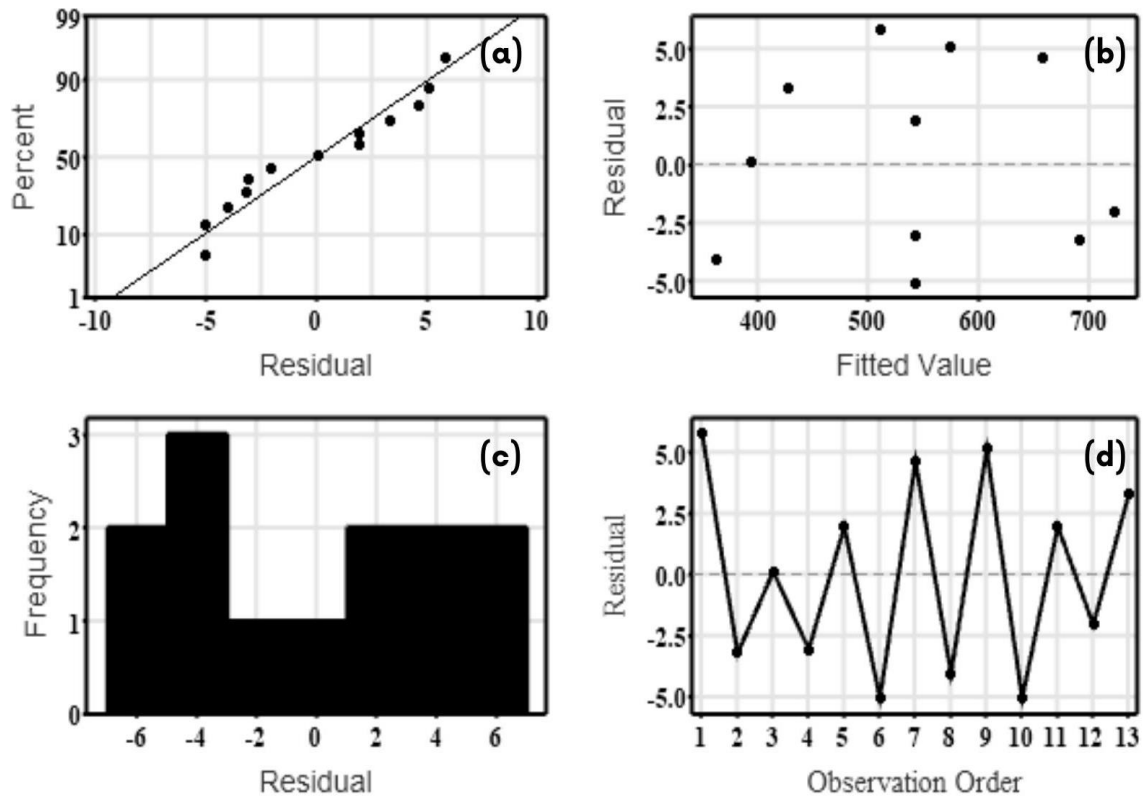 (a)
99
90
50
10
1
Percent
-10 -5 0 5 10
Residual
(b)
5.0
2.5
0.0
-2.5
-5.0
Residual
400 500 600 700
Fitted Value
(c)
3
2
1
0
Frequency
-6 -4 -2 0 2 4 6
Residual
(d)
5.0
2.5
0.0
-2.5
-5.0
Residual
1 2 3 4 5 6 7 8 9 10 11 12 13
Observation Order